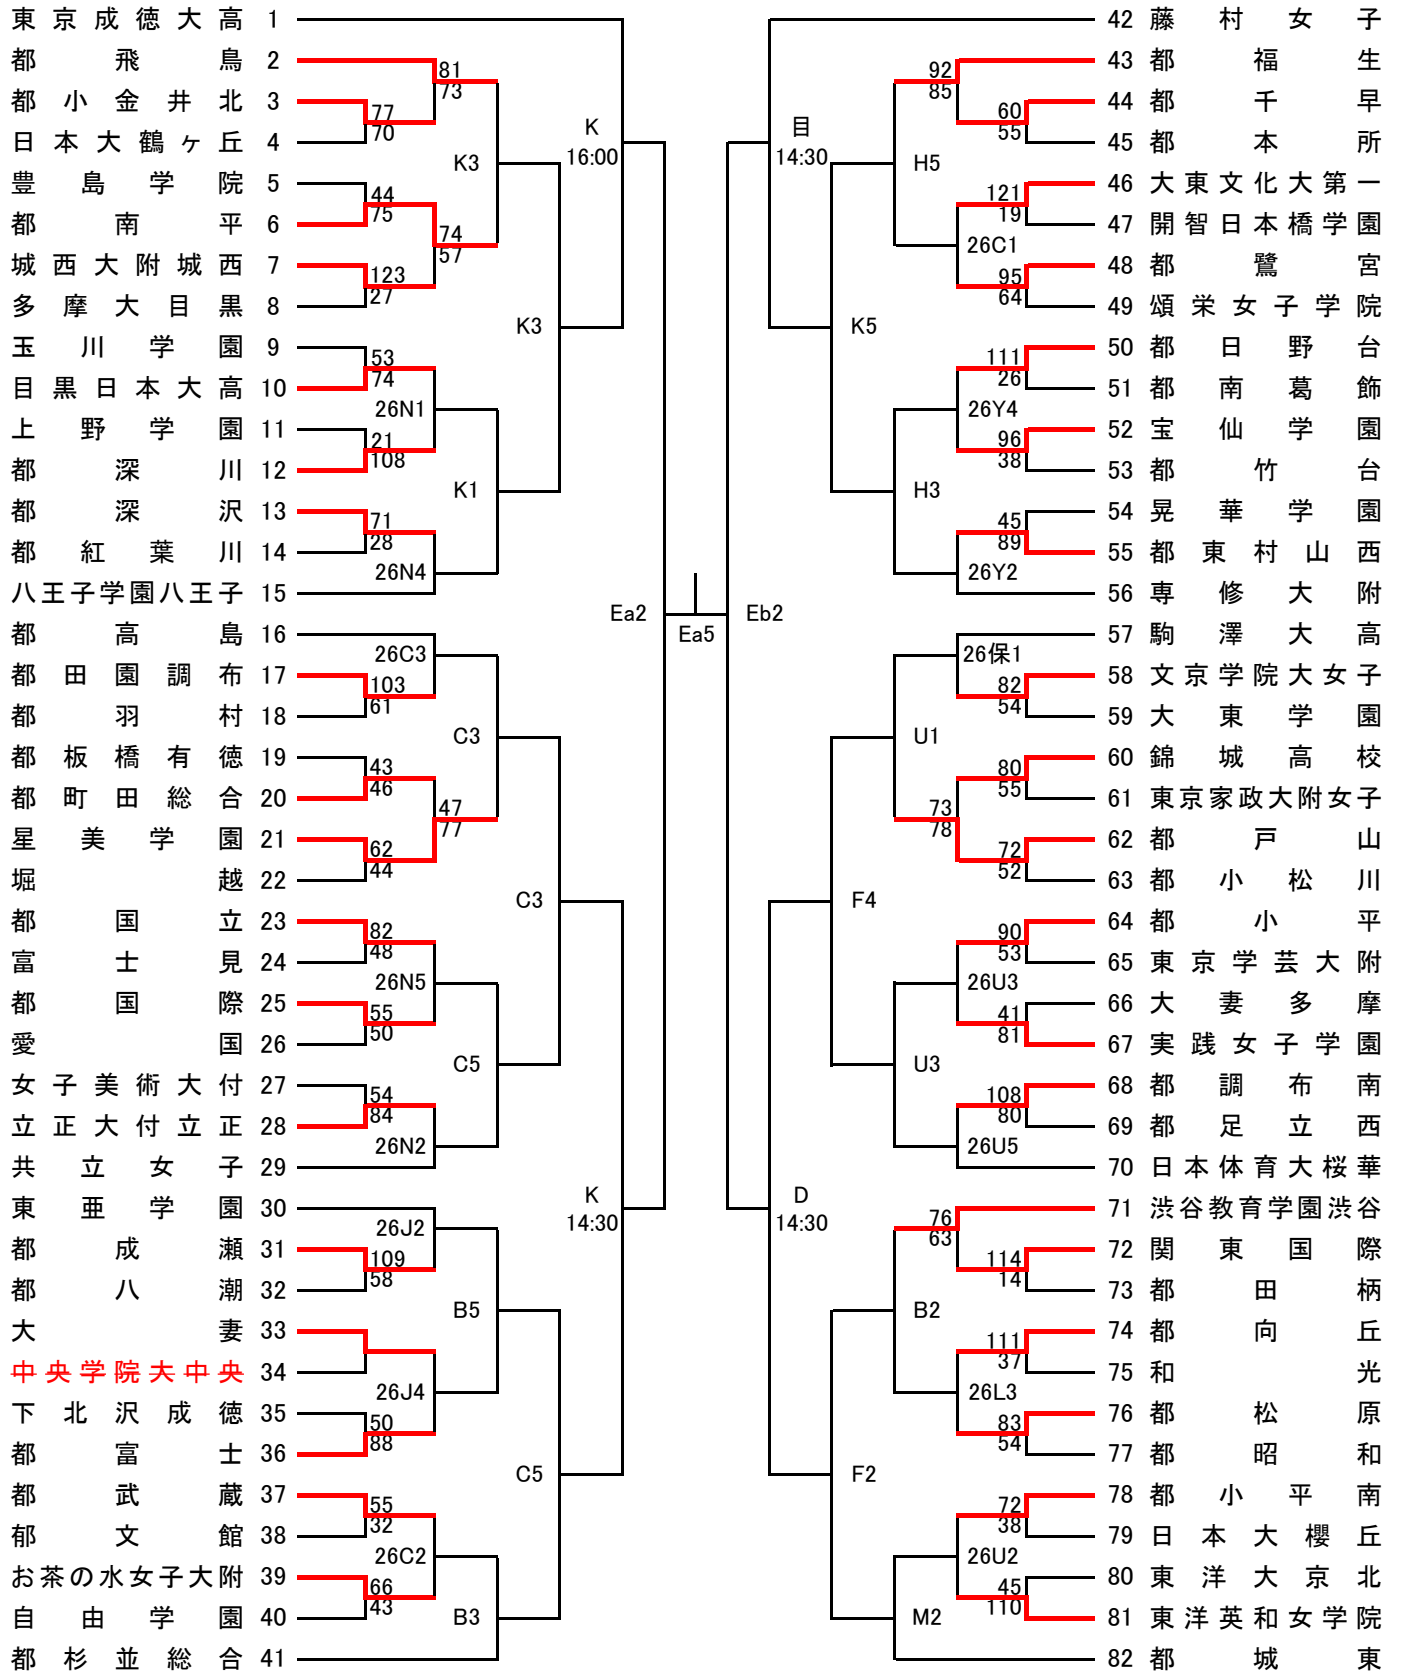 東京成徳大高 1
都飛鳥 2
都小金井北 3
日本大鶴ヶ丘 4
豊島学院 5
都南平 6
城西大附城西 7
多摩大目黒 8
玉川学園 9
目黒日本大高 10
上野学園 11
都深川 12
都深沢 13
都紅葉川 14
八王子学園八王子 15
都高島 16
都田園調布 17
都羽村 18
都板橋有徳 19
都町田総合 20
星美学園 21
堀越 22
都国立 23
富士見 24
都国際 25
愛国 26
女子美術大付 27
立正大付立正 28
共立女子 29
東亜学園 30
都成瀬 31
都八潮 32
大妻 33
中央学院大中央 34
下北沢成徳 35
都富士 36
都武蔵 37
郁文館 38
お茶の水女子大附 39
自由学園 40
都杉並総合 41
81
73
77
70
K3
44
75
74
57
123
27
K3
53
74
26N1
21
108
K1
71
28
26N4
K
16:00
26C3
103
61
C3
43
46
47
77
62
44
C3
82
48
26N5
55
50
C5
54
84
26N2
K
14:30
26J2
109
58
B5
26J4
50
88
C5
55
32
26C2
66
43
B3
Ea2
Ea5
Eb2
目
14:30
92
85
60
55
H5
121
19
26C1
95
64
K5
111
26
26Y4
96
38
H3
45
89
26Y2
26保1
82
54
U1
80
55
73
78
72
52
F4
90
53
26U3
41
81
U3
108
80
26U5
D
14:30
76
63
114
14
B2
111
37
26L3
83
54
F2
72
38
26U2
45
110
M2
42 藤村女子
43 都福生
44 都千早
45 都本所
46 大東文化大第一
47 開智日本橋学園
48 都鷺宮
49 頌栄女子学院
50 都日野台
51 都南葛飾
52 宝仙学園
53 都竹台
54 晃華学園
55 都東村山西
56 専修大附
57 駒澤大高
58 文京学院大女子
59 大東学園
60 錦城高校
61 東京家政大附女子
62 都戸山
63 都小松川
64 都小平
65 東京学芸大附
66 大妻多摩
67 実践女子学園
68 都調布南
69 都足立西
70 日本体育大桜華
71 渋谷教育学園渋谷
72 関東国際
73 都田柄
74 都向丘
75 和光
76 都松原
77 都昭和
78 都小平南
79 日本大櫻丘
80 東洋大京北
81 東洋英和女学院
82 都城東